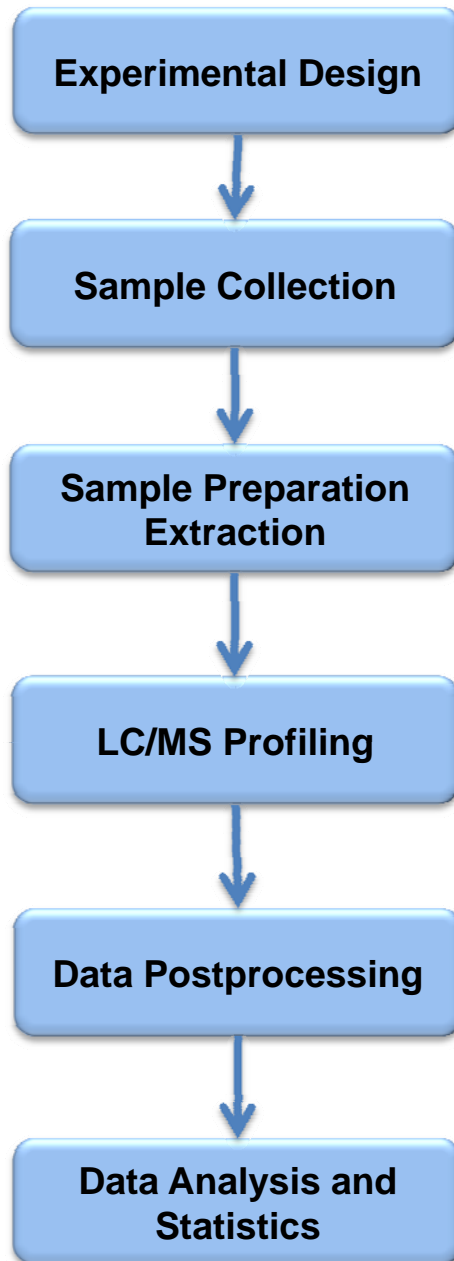 Experimental Design
Sample Collection
Sample Preparation
Extraction
LC/MS Profiling
Data Postprocessing
Data Analysis and
Statistics